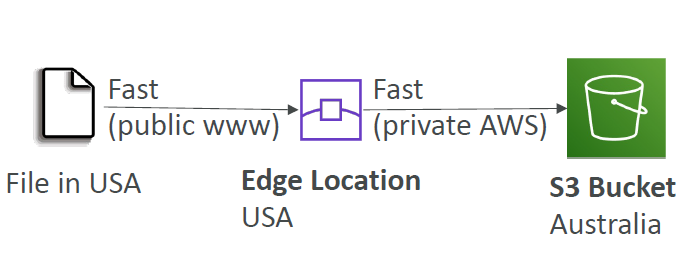 Fast
(public www)
Fast
(private AWS)
File in USA
Edge Location
USA
S3 Bucket
Australia